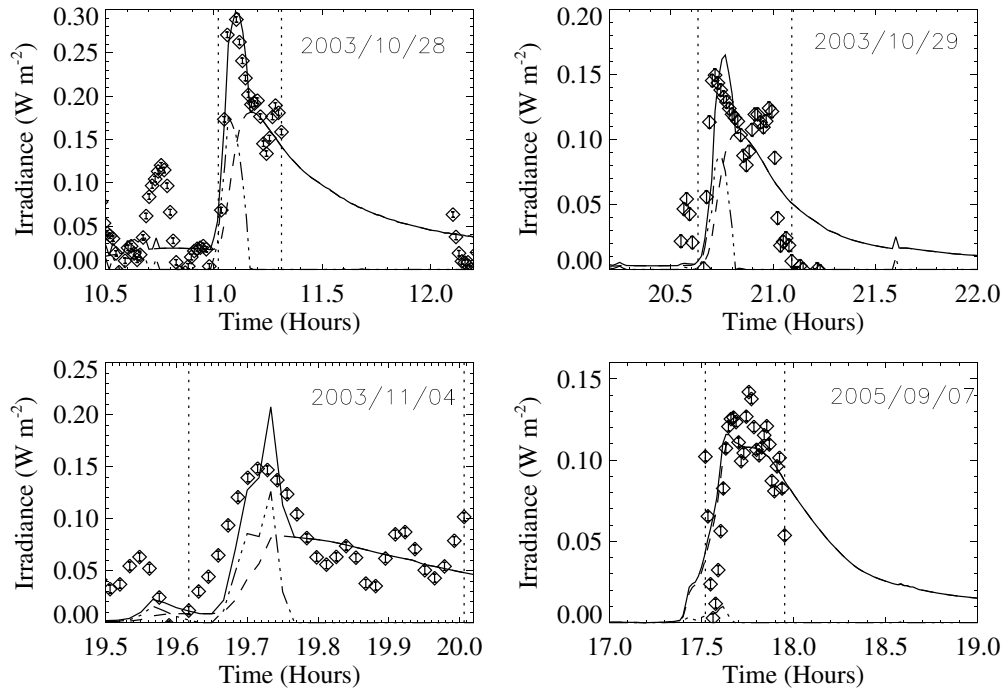 2003/10/28
Irradiance (W m-2)
0.30
0.25
0.20
0.15
0.10
0.05
0.00
10.5 11.0 11.5 12.0
Time (Hours)
2003/10/29
Irradiance (W m-2)
0.20
0.15
0.10
0.05
0.00
20.5 21.0 21.5 22.0
Time (Hours)
2003/11/04
Irradiance (W m-2)
0.25
0.20
0.15
0.10
0.05
0.00
19.5 19.6 19.7 19.8 19.9 20.0
Time (Hours)
2005/09/07
Irradiance (W m-2)
0.15
0.10
0.05
0.00
17.0 17.5 18.0 18.5 19.0
Time (Hours)